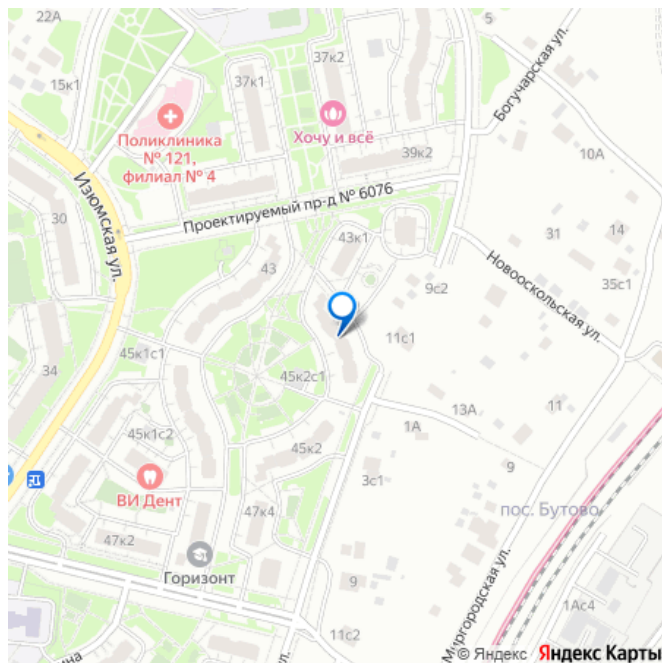 22А
5
37к2
15к1
37к1
Богучарская ул.
Поликлиника
№ 121,
филиал № 4
Хочу и всё
39к2
10А
Изюмская ул.
30
Проектируемый пр-д № 6076
43к1
31
14
43
9с2
Новооскольская ул.
35с1
11с1
45к1с1
34
45к2с1
13А
11
1А
45к1с2
45к2
9
3с1
ВИ Дент
47к4
пос. Бутово
47к2
Горизонт
9
Миргородская ул.
1Ас4
11с2
ина
ул.
© Яндекс Яндекс Карты